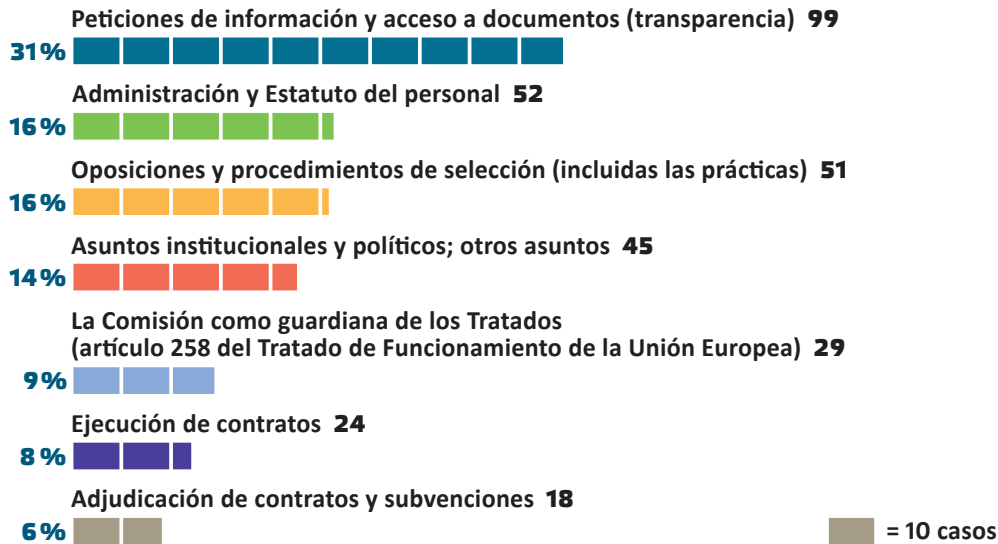 Peticiones de información y acceso a documentos (transparencia) 99
31%
Administración y Estatuto del personal 52
16%
Oposiciones y procedimientos de selección (incluidas las prácticas) 51
16%
Asuntos institucionales y políticos; otros asuntos 45
14%
La Comisión como guardiana de los Tratados
(artículo 258 del Tratado de Funcionamiento de la Unión Europea) 29
9%
Ejecución de contratos 24
8%
Adjudicación de contratos y subvenciones 18
6%
= 10 casos